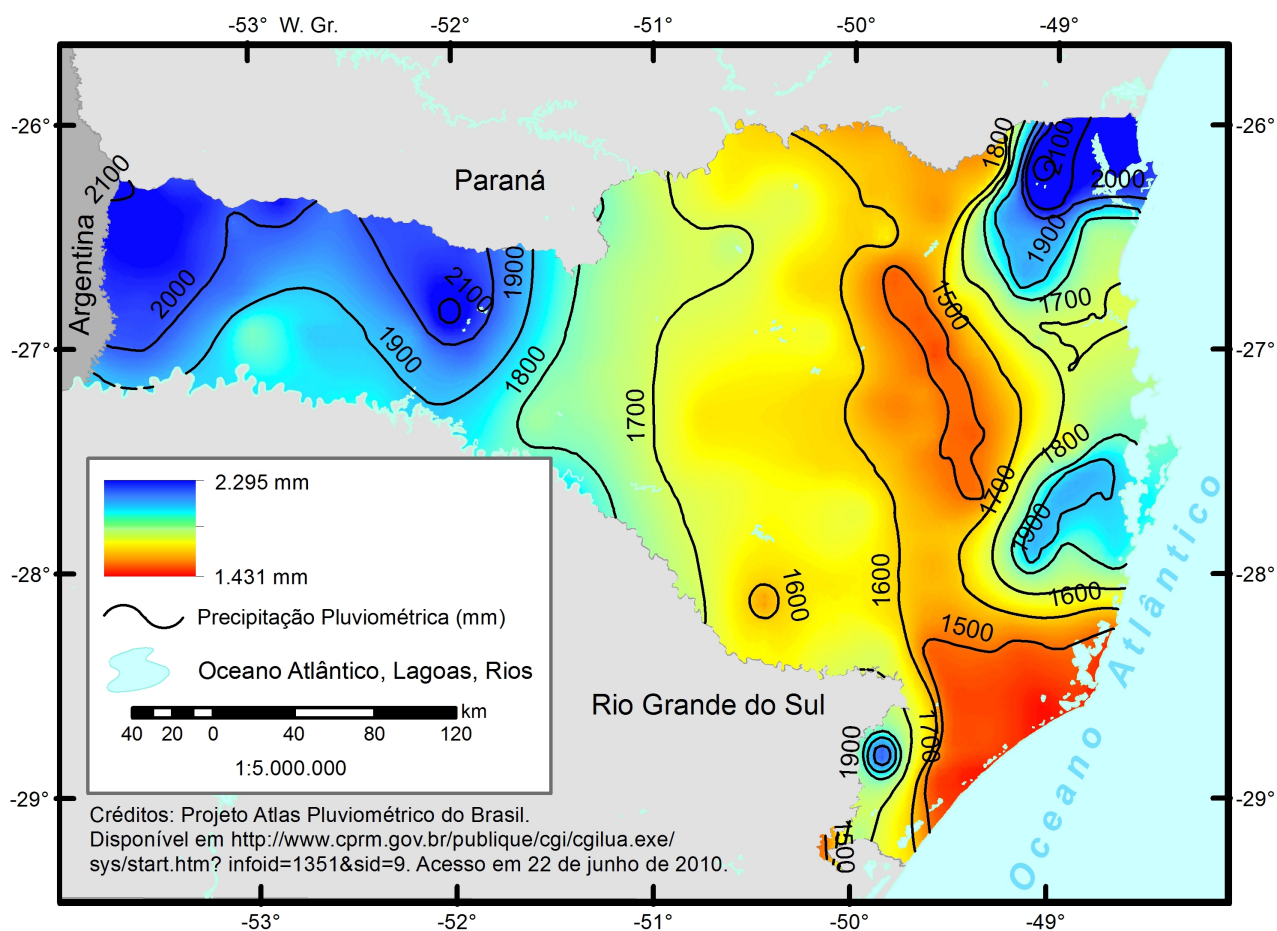 -53° W. Gr. -52° -51° -50° -49°
-26° -26°
1800
2100
2100
Paraná
2000
Argentina
1900
2000
1900
2100
1500
1700
-27° -27°
1900
1800
1700
1800
2.295 mm
1700
1900
1.431 mm
-28° -28°
1600
1600
1600
Precipitação Pluviométrica (mm)
1500
Oceano Atlântico, Lagoas, Rios
Rio Grande do Sul
km
40 20 0 40 80 120
1700
1900
1:5.000.000
-29° -29°
Oceano Atlântico
Créditos: Projeto Atlas Pluviométrico do Brasil.
Disponível em http://www.cprm.gov.br/publique/cgi/cgilua.exe/
sys/start.htm? infoid=1351&sid=9. Acesso em 22 de junho de 2010.
1500
-53° -52° -51° -50° -49°